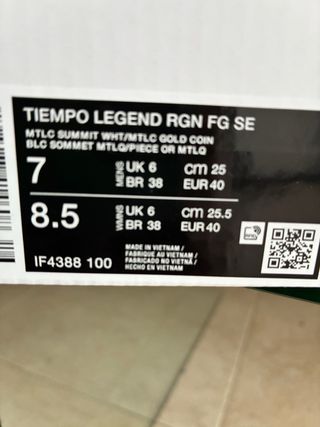 TIEMPO LEGEND RGN FG SE
MTLC SUMMIT WHT/MTLC GOLD COIN
BLC SOMMET MTLQ/PIECE OR MTLQ
7 MENS UK 6 cm 25
BR 38 EUR 40
8.5 WMNS UK 6 cm 25.5
BR 38 EUR 40
IF4388 100
MADE IN VIETNAM /
FABRIQUE AU VIETNAM /
FABRICADO NO VIETNÃ /
HECHO EN VIETNAM